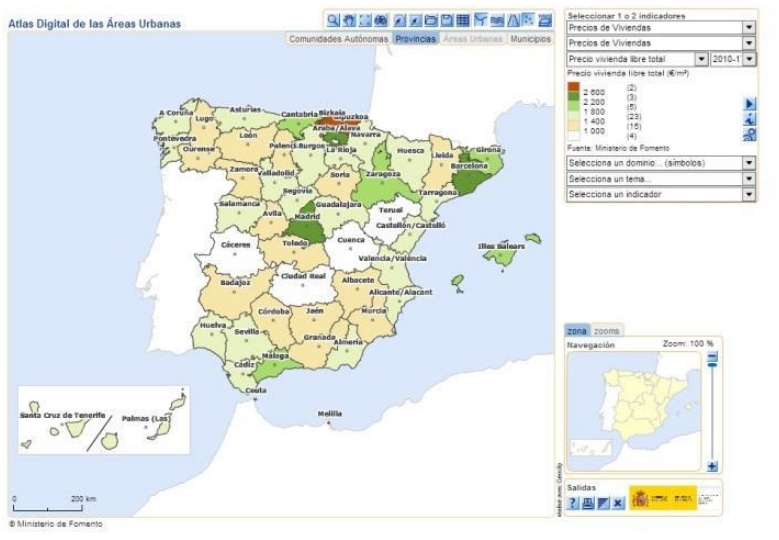 Atlas Digital de las Áreas Urbanas
Comunidades Autónomas Provincias Áreas Urbanas Municipios
A Coruña
Lugo
Asturias
Cantabria
Bizkaia
Gipuzkoa
Araba/Álava
Navarra
Pontevedra
Ourense
León
Palencia
Burgos
La Rioja
Huesca
Lleida
Girona
Barcelona
Zamora
Valladolid
Soria
Zaragoza
Tarragona
Segovia
Salamanca
Avila
Madrid
Guadalajara
Teruel
Castellón/Castelló
Cáceres
Toledo
Cuenca
Illes Balears
Valencia/València
Badajoz
Ciudad Real
Albacete
Alicante/Alacant
Córdoba
Jaén
Murcia
Huelva
Sevilla
Granada
Almería
Málaga
Cádiz
Ceuta
Melilla
Santa Cruz de Tenerife
Palmas (Las)
0 200 km
© Ministerio de Fomento
Seleccionar 1 o 2 indicadores
Precios de Viviendas
Precios de Viviendas
Precio vivienda libre total 2010-1
Precio vivienda libre total (€/m²)
(2)
2 600
(3)
2 200
(5)
1 800
(23)
1 400
(15)
1 000
(4)
Fuente: Ministerio de Fomento
Selecciona un dominio... (símbolos)
Selecciona un tema...
Selecciona un indicador
zona zooms
Navegación Zoom: 100 %
Salidas